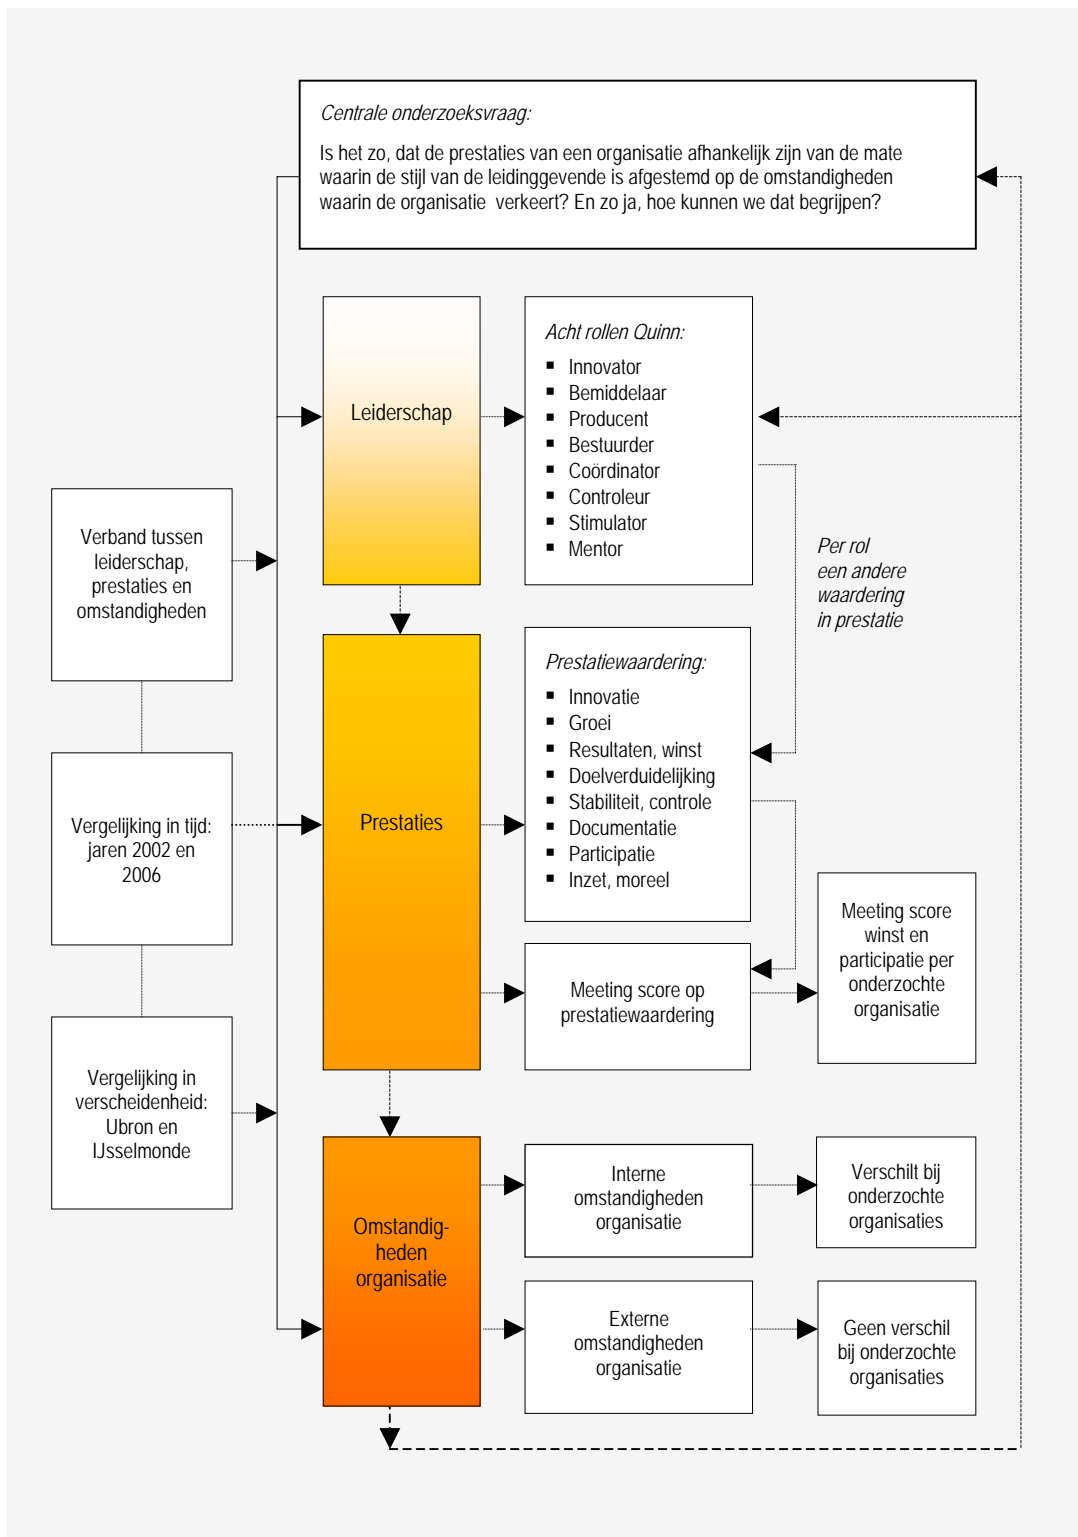 Centrale onderzoeksvraag:
Is het zo, dat de prestaties van een organisatie afhankelijk zijn van de mate
waarin de stijl van de leidinggevende is afgestemd op de omstandigheden
waarin de organisatie verkeert? En zo ja, hoe kunnen we dat begrijpen?
Leiderschap
Acht rollen Quinn:
▪ Innovator
▪ Bemiddelaar
▪ Producent
▪ Bestuurder
▪ Coördinator
▪ Controleur
▪ Stimulator
▪ Mentor
Verband tussen
leiderschap,
prestaties en
omstandigheden
Per rol
een andere
waardering
in prestatie
Prestaties
Prestatiewaardering:
▪ Innovatie
▪ Groei
▪ Resultaten, winst
▪ Doelverduidelijking
▪ Stabiliteit, controle
▪ Documentatie
▪ Participatie
▪ Inzet, moreel
Vergelijking in tijd:
jaren 2002 en
2006
Meeting score op
prestatiewaardering
Meeting score
winst en
participatie per
onderzochte
organisatie
Vergelijking in
verscheidenheid:
Ubron en
IJsselmonde
Omstandig-
heden
organisatie
Interne
omstandigheden
organisatie
Verschilt bij
onderzochte
organisaties
Externe
omstandigheden
organisatie
Geen verschil
bij onderzochte
organisaties